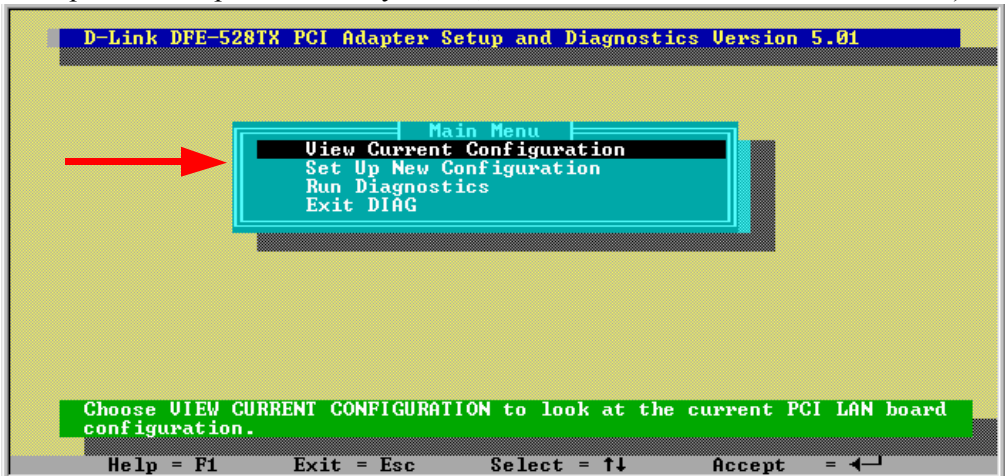 D-Link DFE-528TX PCI Adapter Setup and Diagnostics Version 5.01
Main Menu
View Current Configuration
Set Up New Configuration
Run Diagnostics
Exit DIAG
Choose VIEW CURRENT CONFIGURATION to look at the current PCI LAN board
configuration.
Help = F1 Exit = Esc Select = ↑↓ Accept = ◄┘